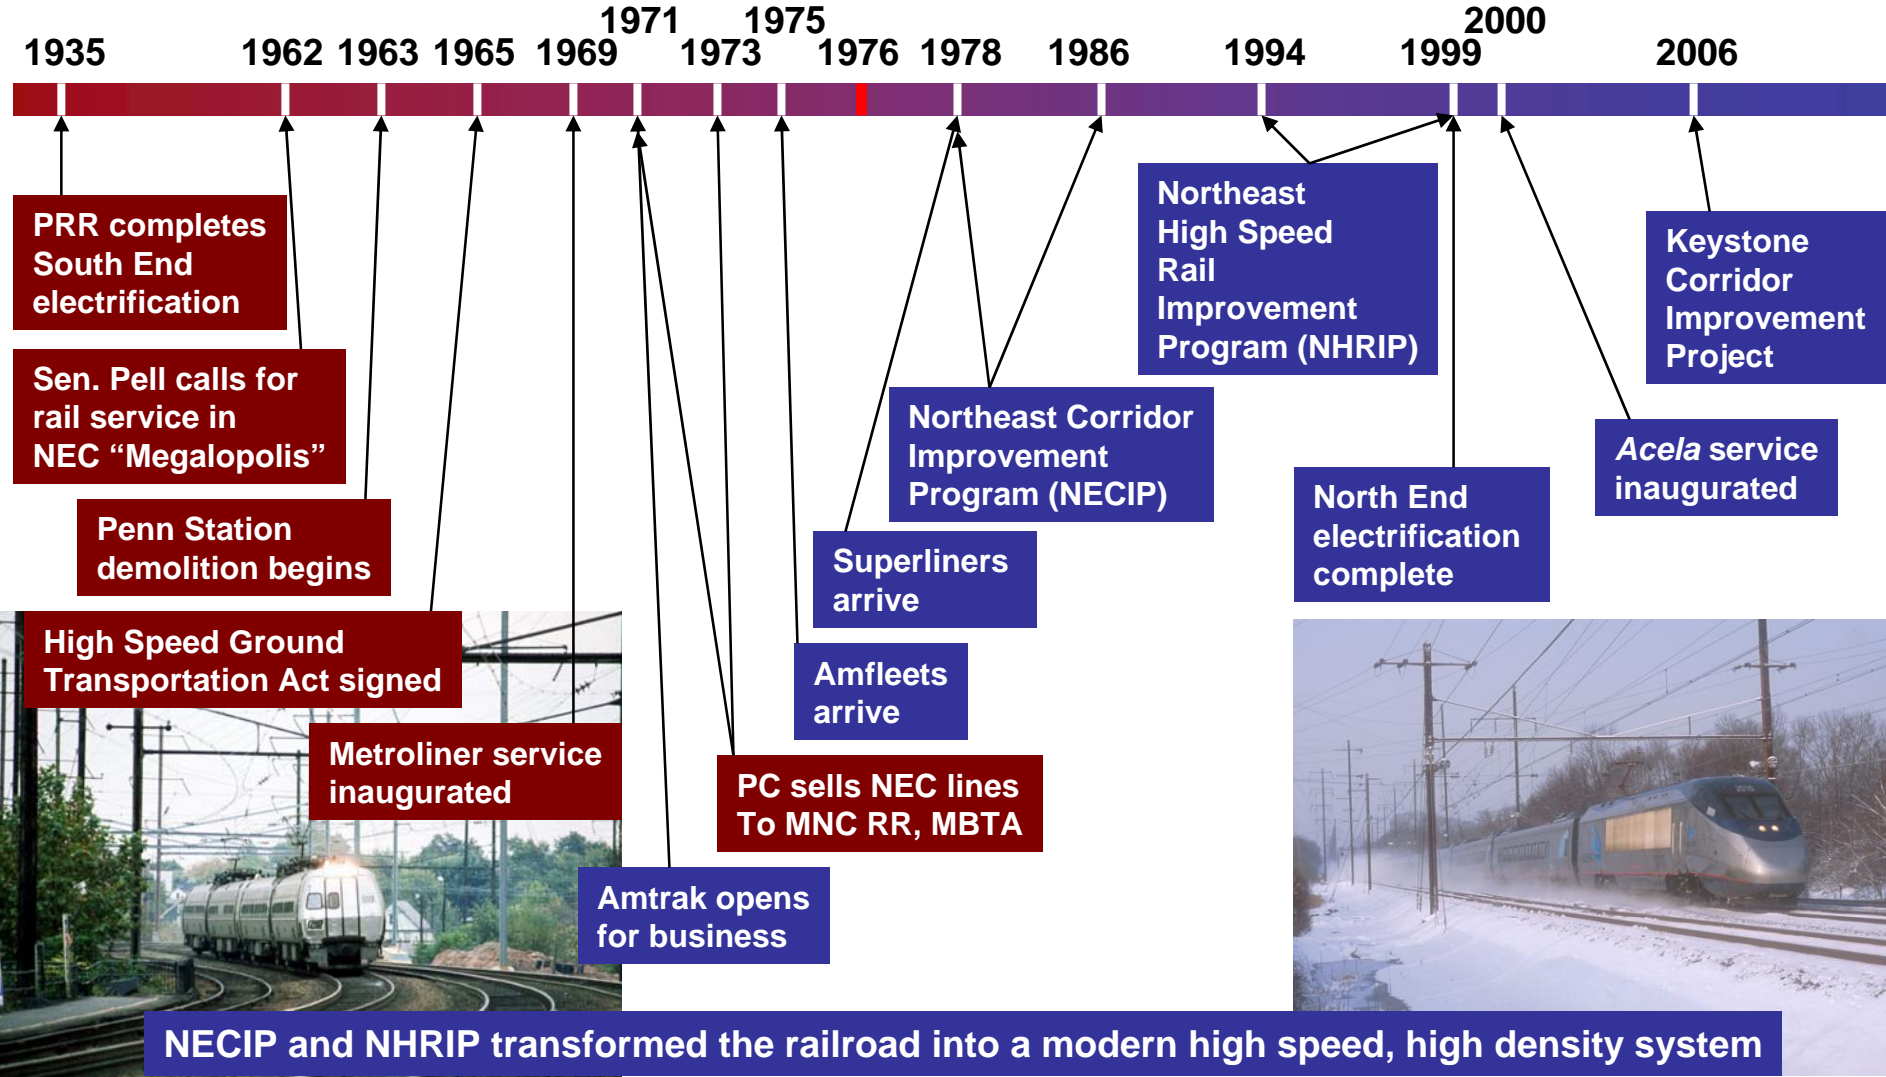 1935
1962
1963
1965
1969
1971
1973
1975
1976
1978
1986
1994
1999
2000
2006
PRR completes
South End
electrification
Sen. Pell calls for
rail service in
NEC “Megalopolis”
Penn Station
demolition begins
High Speed Ground
Transportation Act signed
Metroliner service
inaugurated
Amtrak opens
for business
PC sells NEC lines
To MNC RR, MBTA
Amfleets
arrive
Superliners
arrive
Northeast Corridor
Improvement
Program (NECIP)
Northeast
High Speed
Rail
Improvement
Program (NHRIP)
North End
electrification
complete
Acela service
inaugurated
Keystone
Corridor
Improvement
Project
NECIP and NHRIP transformed the railroad into a modern high speed, high density system